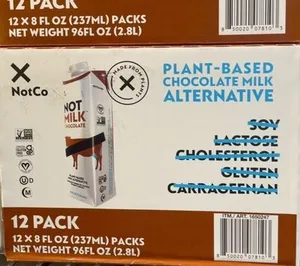 12 PACK
12 X 8 FL OZ (237ML) PACKS
NET WEIGHT 96FL OZ (2.8L)
NotCo
NOT
MILK
CHOCOLATE
MADE FROM PLANTS
PLANT-BASED
CHOCOLATE MILK
ALTERNATIVE
SOY
LACTOSE
CHOLESTEROL
GLUTEN
CARRAGEENAN
12 PACK
12 X 8 FL OZ (237ML) PACKS
NET WEIGHT 96FL OZ (2.8L)